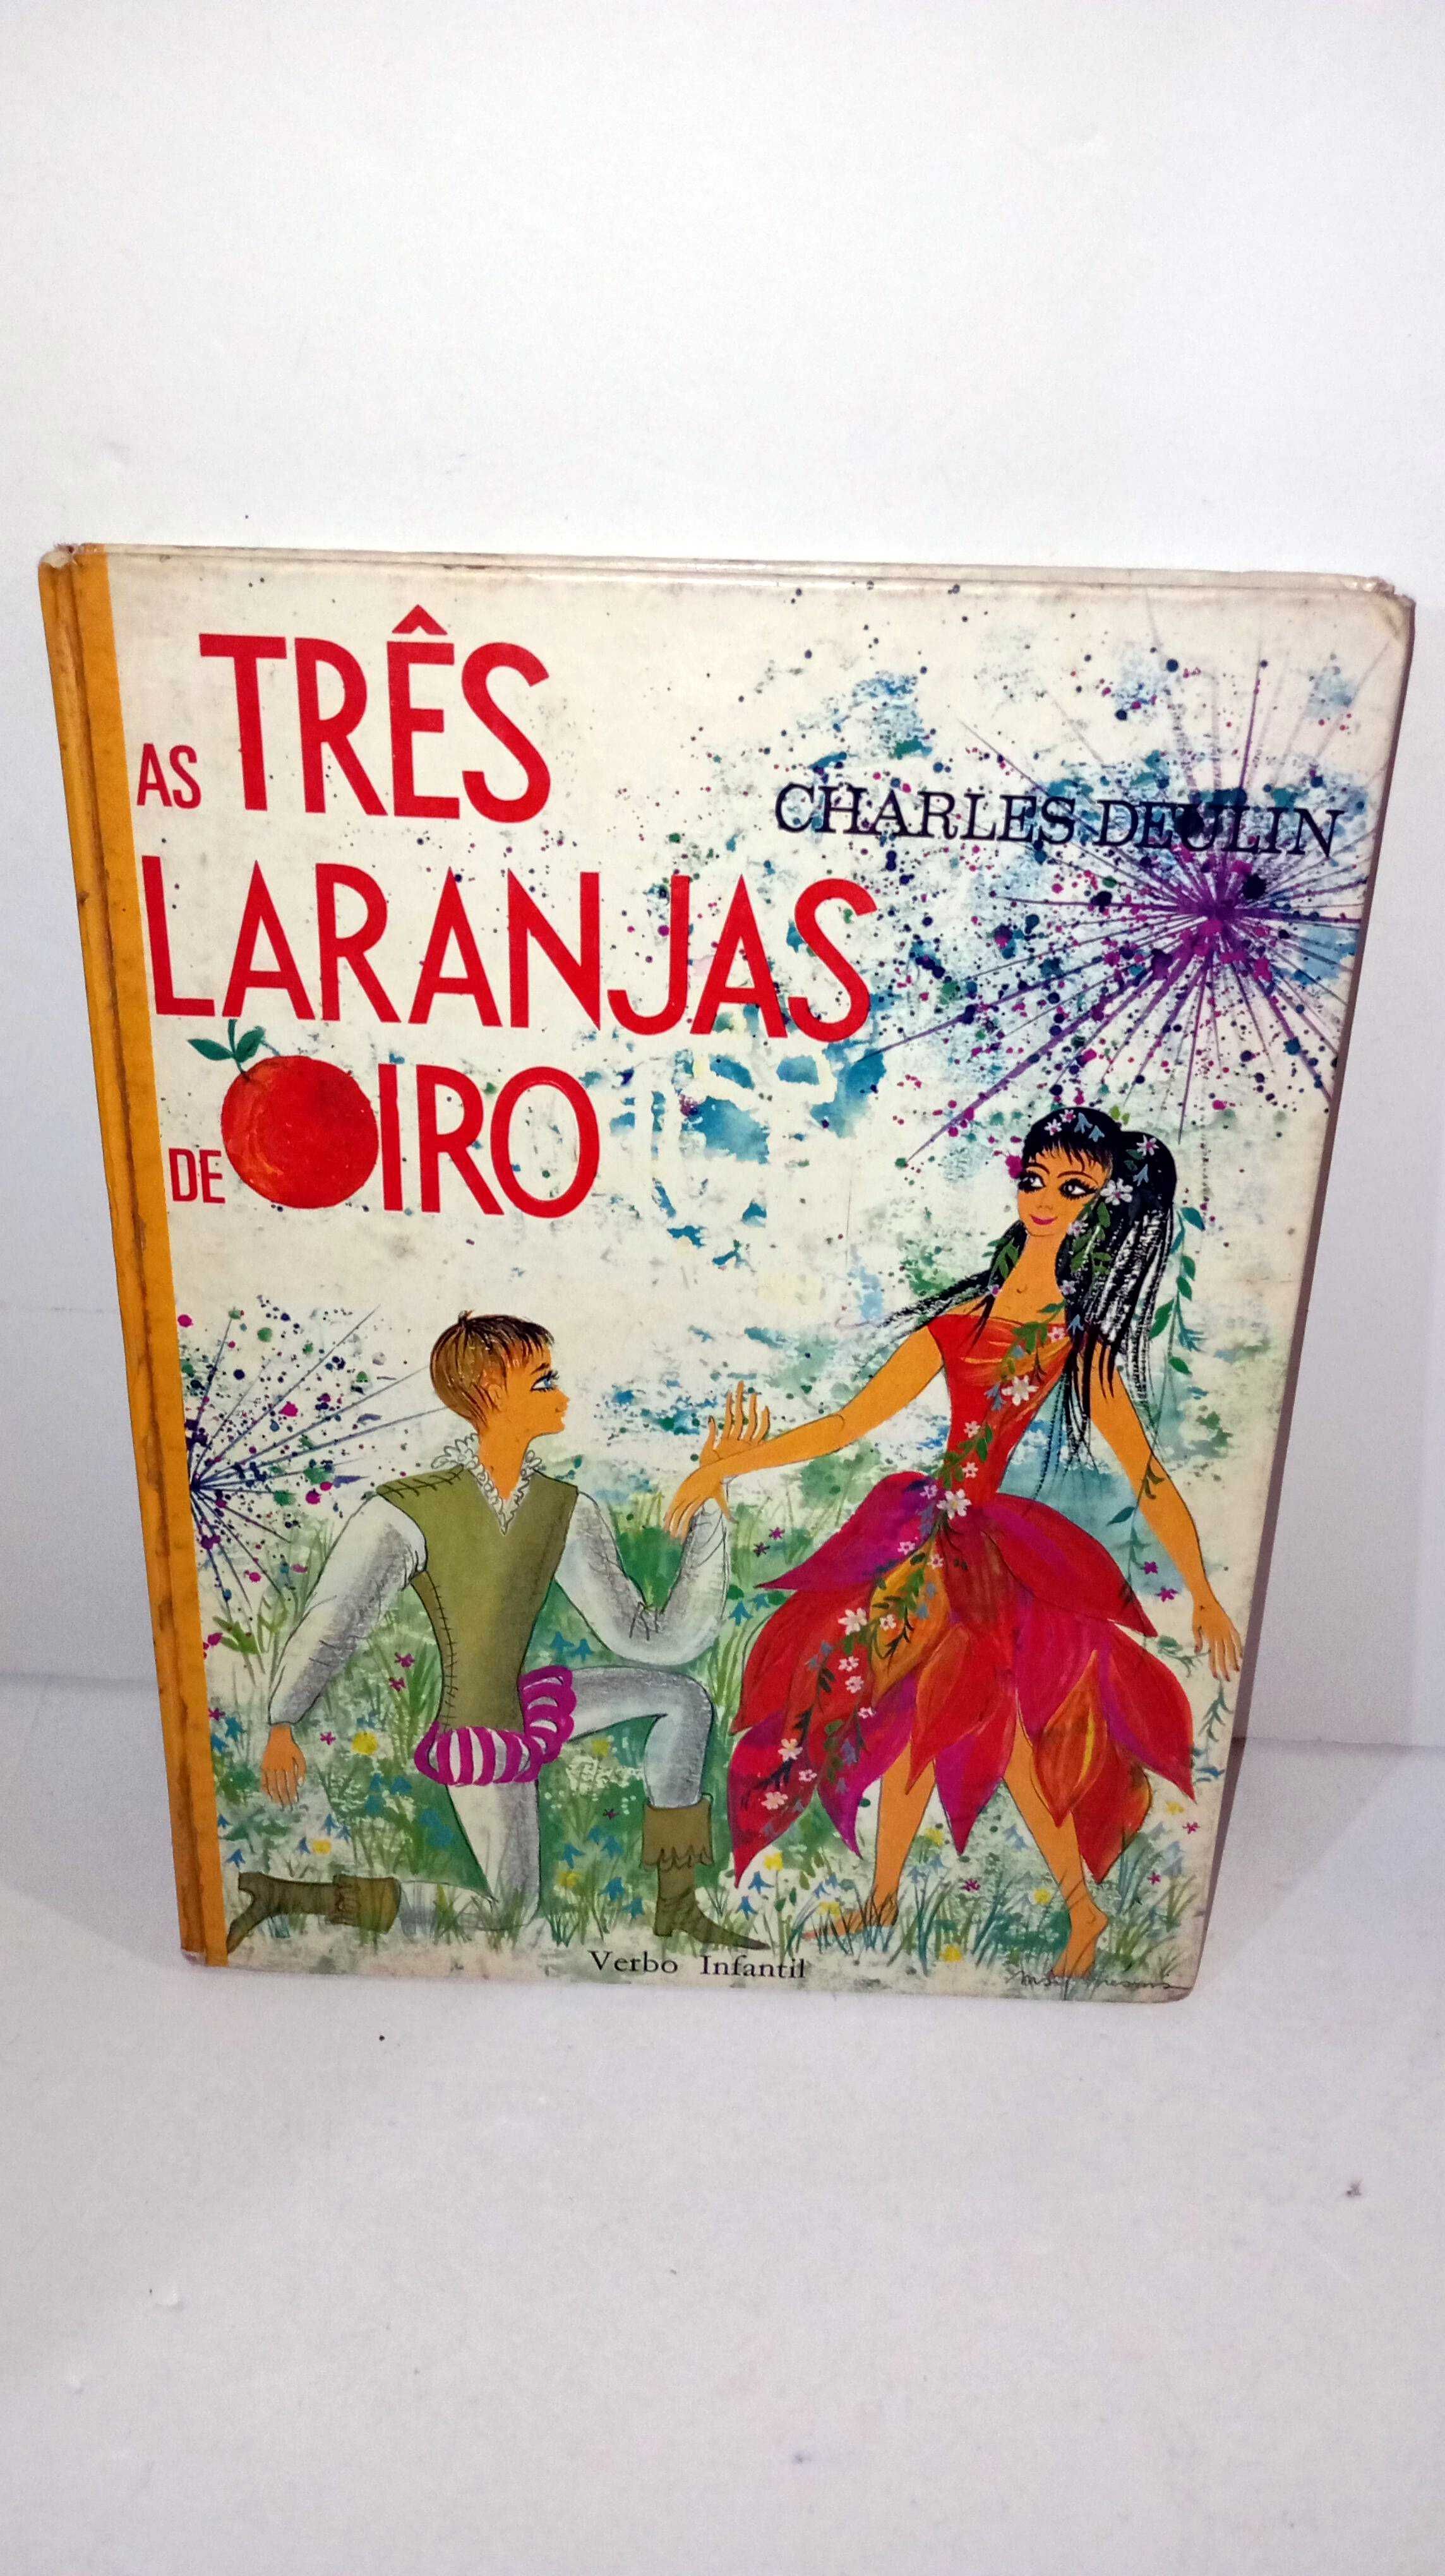 AS TRÊS
CHARLES DEULIN
LARANJAS
DE OIRO
Verbo Infantil